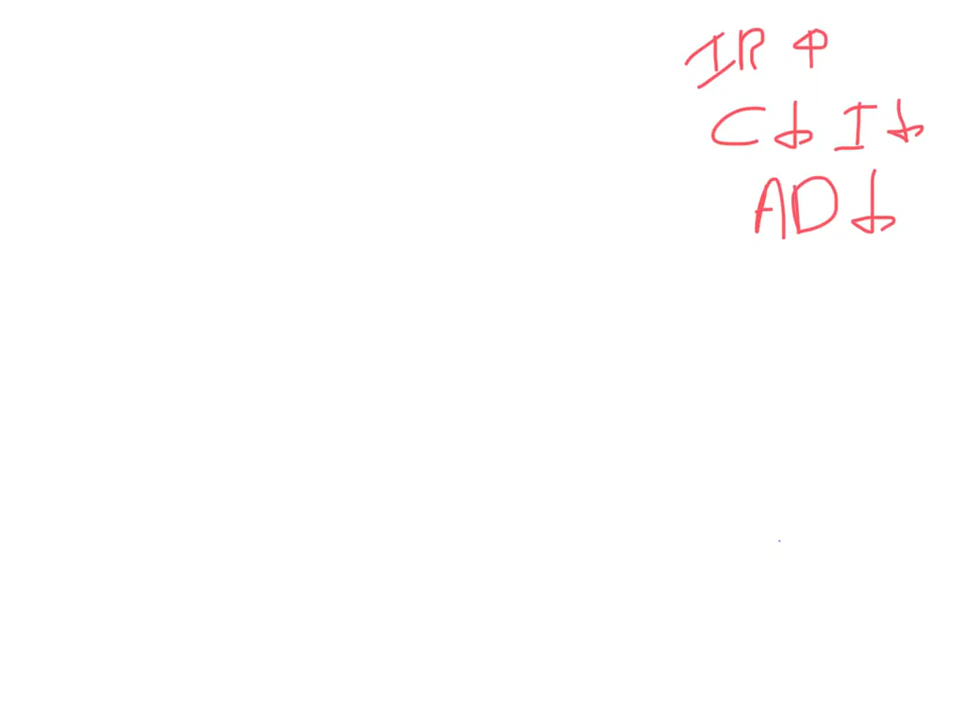 IR ↑
C ↓ I ↓
AD ↓